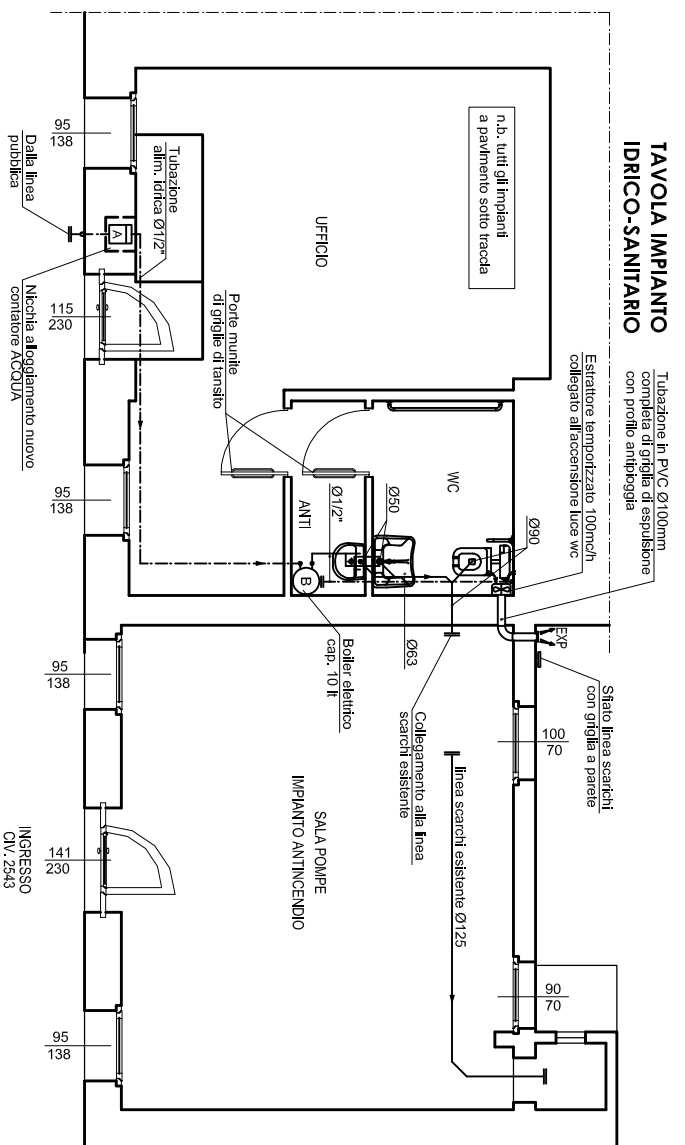 TAVOLA IMPIANTO
IDRICO-SANITARIO
n.b. tutti gli impianti
a pavimento sotto traccia
Tubazione in PVC Ø100mm
completa di griglia di espulsione
con profilo antipioggia
Estrattore temporizzato 100mc/h
collegato all'accensione luce wc
Sfiato linea scarichi
con griglia a parete
EXP
100
70
90
70
UFFICIO
WC
Ø90
Ø50
Ø63
Ø1/2"
ANTI
B
Porte munite
di griglie di tansito
Collegamento alla linea
scarchi esistente
linea scarchi esistente Ø125
Boiler elettrico
cap. 10 lt
SALA POMPE
IMPIANTO ANTINCENDIO
Tubazione
alim. idrica Ø1/2"
A
Dalla linea
pubblica
Nicchia alloggiamento nuovo
contatore ACQUA
95
138
115
230
95
138
95
138
141
230
95
138
INGRESSO
CIV. 2543